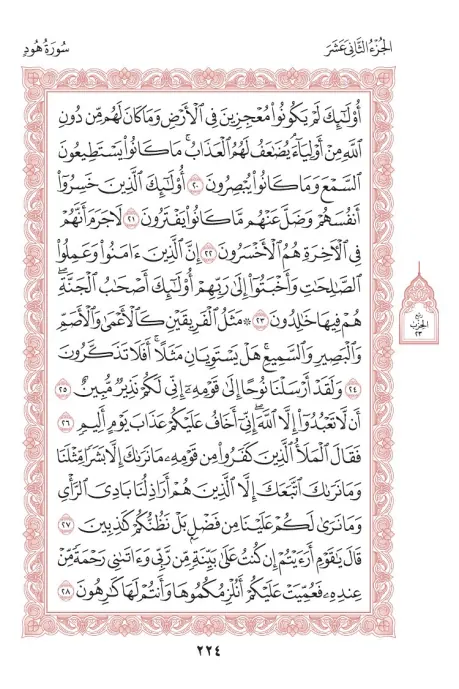 الجزء الثاني عشر
سورة هود
أُو۟لَٰٓئِكَ لَمْ يَكُونُوا۟ مُعْجِزِينَ فِى ٱلْأَرْضِ وَمَا كَانَ لَهُم مِّن دُونِ
ٱللَّهِ مِنْ أَوْلِيَآءَ ۘ يُضَٰعَفُ لَهُمُ ٱلْعَذَابُ ۚ مَا كَانُوا۟ يَسْتَطِيعُونَ
ٱلسَّمْعَ وَمَا كَانُوا۟ يُبْصِرُونَ ٢٠ أُو۟لَٰٓئِكَ ٱلَّذِينَ خَسِرُوٓا۟
أَنفُسَهُمْ وَضَلَّ عَنْهُم مَّا كَانُوا۟ يَفْتَرُونَ ٢١ لَا جَرَمَ أَنَّهُمْ
فِى ٱلْءَاخِرَةِ هُمُ ٱلْأَخْسَرُونَ ٢٢ إِنَّ ٱلَّذِينَ ءَامَنُوا۟ وَعَمِلُوا۟
ٱلصَّٰلِحَٰتِ وَأَخْبَتُوٓا۟ إِلَىٰ رَبِّهِمْ أُو۟لَٰٓئِكَ أَصْحَٰبُ ٱلْجَنَّةِ ۖ
هُمْ فِيهَا خَٰلِدُونَ ٢٣ ۞ مَثَلُ ٱلْفَرِيقَيْنِ كَٱلْأَعْمَىٰ وَٱلْأَصَمِّ
وَٱلْبَصِيرِ وَٱلسَّمِيعِ ۚ هَلْ يَسْتَوِيَانِ مَثَلًا ۚ أَفَلَا تَذَكَّرُونَ
٢٤ وَلَقَدْ أَرْسَلْنَا نُوحًا إِلَىٰ قَوْمِهِۦٓ إِنِّى لَكُمْ نَذِيرٌ مُّبِينٌ ٢٥
أَن لَّا تَعْبُدُوٓا۟ إِلَّا ٱللَّهَ ۖ إِنِّىٓ أَخَافُ عَلَيْكُمْ عَذَابَ يَوْمٍ أَلِيمٍ ٢٦
فَقَالَ ٱلْمَلَأُ ٱلَّذِينَ كَفَرُوا۟ مِن قَوْمِهِۦ مَا نَرَىٰكَ إِلَّا بَشَرًا مِّثْلَنَا
وَمَا نَرَىٰكَ ٱتَّبَعَكَ إِلَّا ٱلَّذِينَ هُمْ أَرَاذِلُنَا بَادِىَ ٱلرَّأْىِ
وَمَا نَرَىٰ لَكُمْ عَلَيْنَا مِن فَضْلٍۭ بَلْ نَظُنُّكُمْ كَٰذِبِينَ ٢٧
قَالَ يَٰقَوْمِ أَرَءَيْتُمْ إِن كُنتُ عَلَىٰ بَيِّنَةٍ مِّن رَّبِّى وَءَاتَىٰنِى رَحْمَةً مِّنْ
عِندِهِۦ فَعُمِّيَتْ عَلَيْكُمْ أَنُلْزِمُكُمُوهَا وَأَنتُمْ لَهَا كَٰرِهُونَ ٢٨
ربع
الحزب
٢٣
٢٢٤